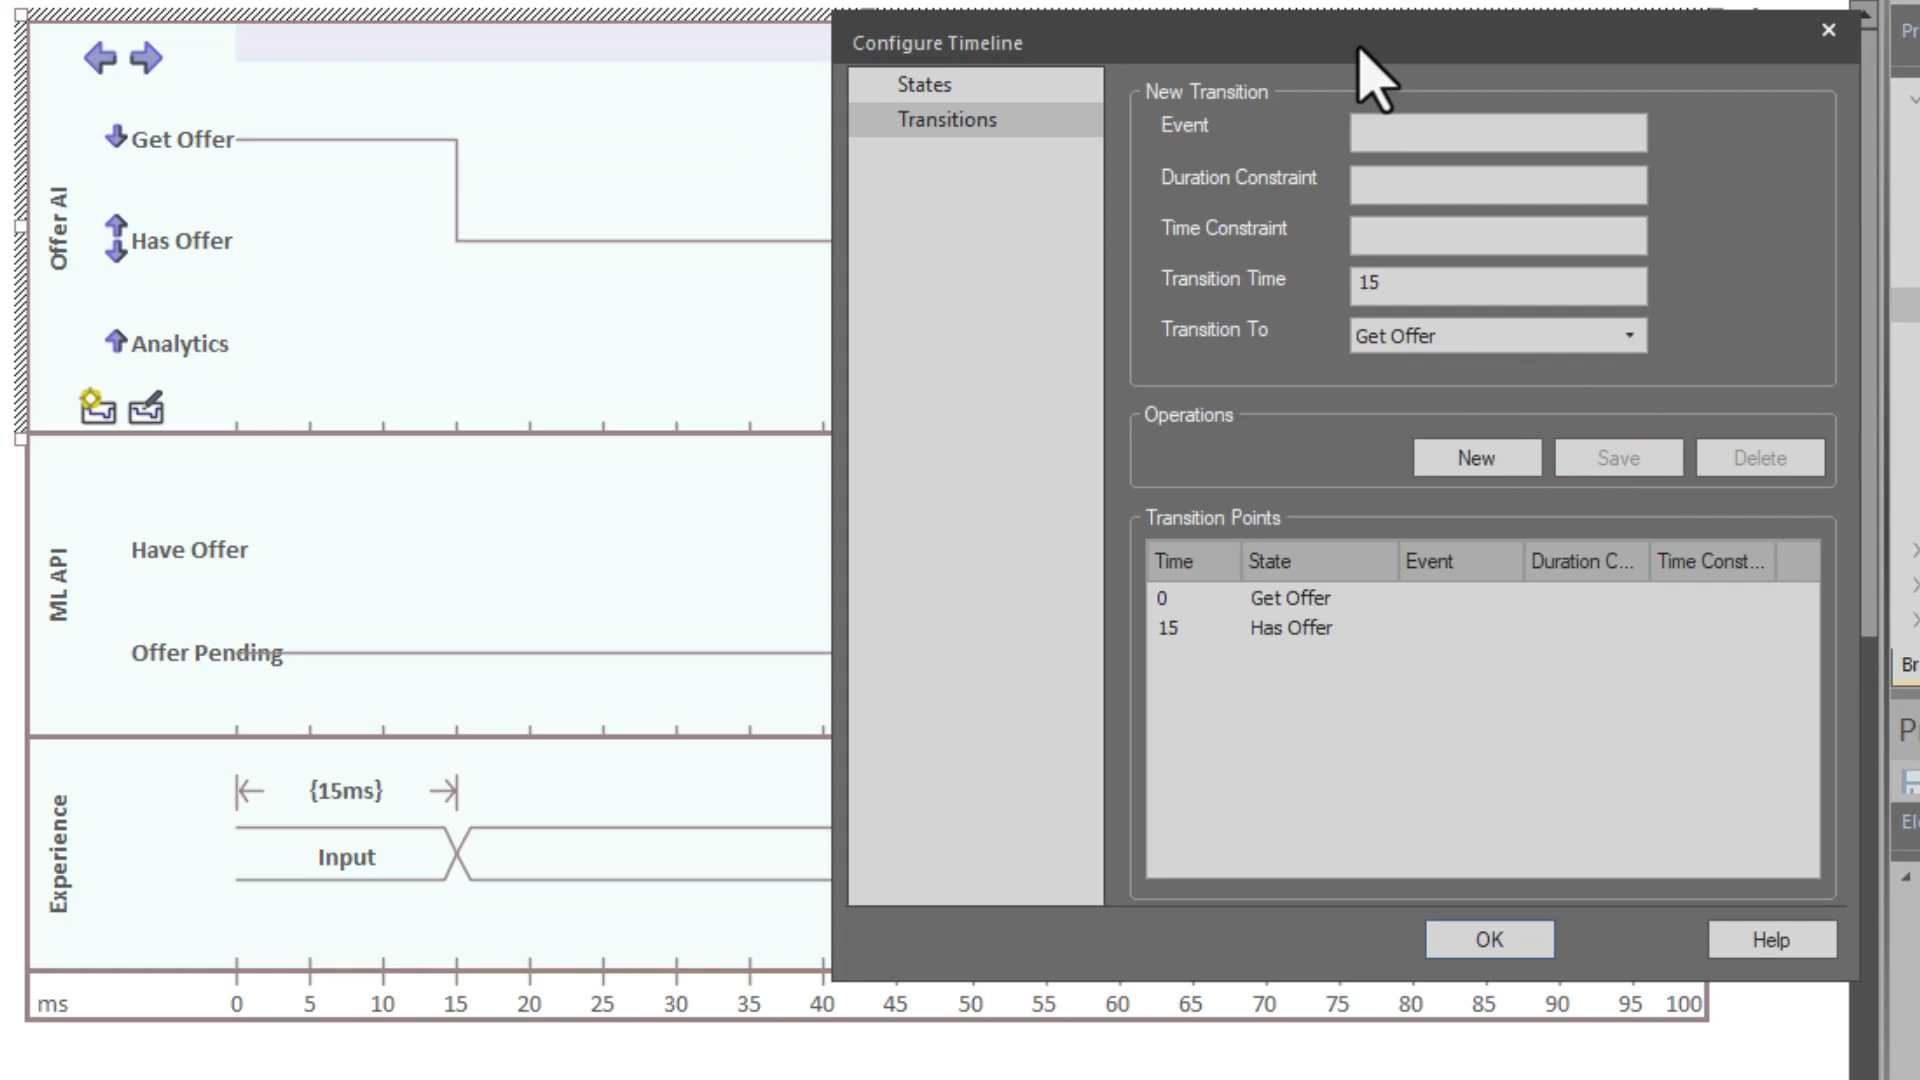 Configure Timeline
States
Transitions
New Transition
Event
Duration Constraint
Time Constraint
Transition Time
15
Transition To
Get Offer
Operations
New
Save
Delete
Transition Points
Time State Event Duration C... Time Const...
0 Get Offer
15 Has Offer
OK
Help
Offer AI
Get Offer
Has Offer
Analytics
ML API
Have Offer
Offer Pending
Experience
{15ms}
Input
ms 0 5 10 15 20 25 30 35 40 45 50 55 60 65 70 75 80 85 90 95 100
Pr
Br
P
El